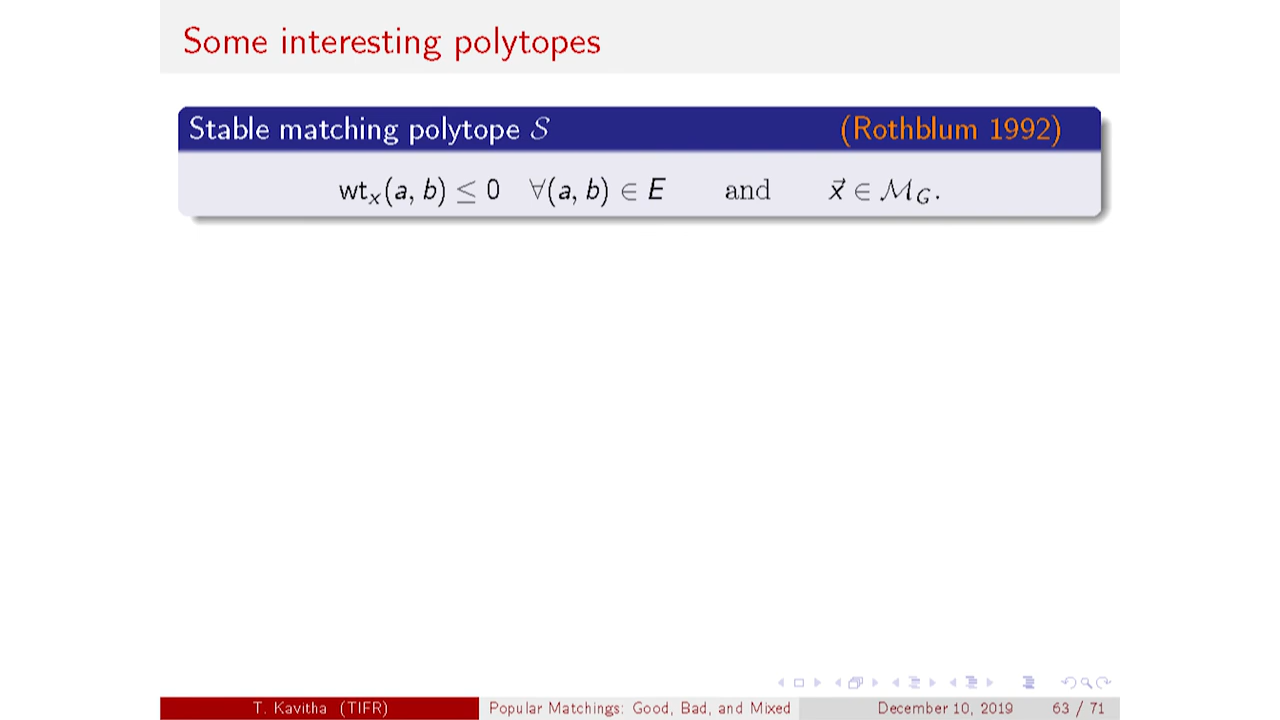 Some interesting polytopes
Stable matching polytope 𝒮 (Rothblum 1992)
wtₓ(a, b) ≤ 0 ∀(a, b) ∈ E and x⃗ ∈ ℳ_G.
T. Kavitha (TIFR) Popular Matchings: Good, Bad, and Mixed December 10, 2019 63 / 71